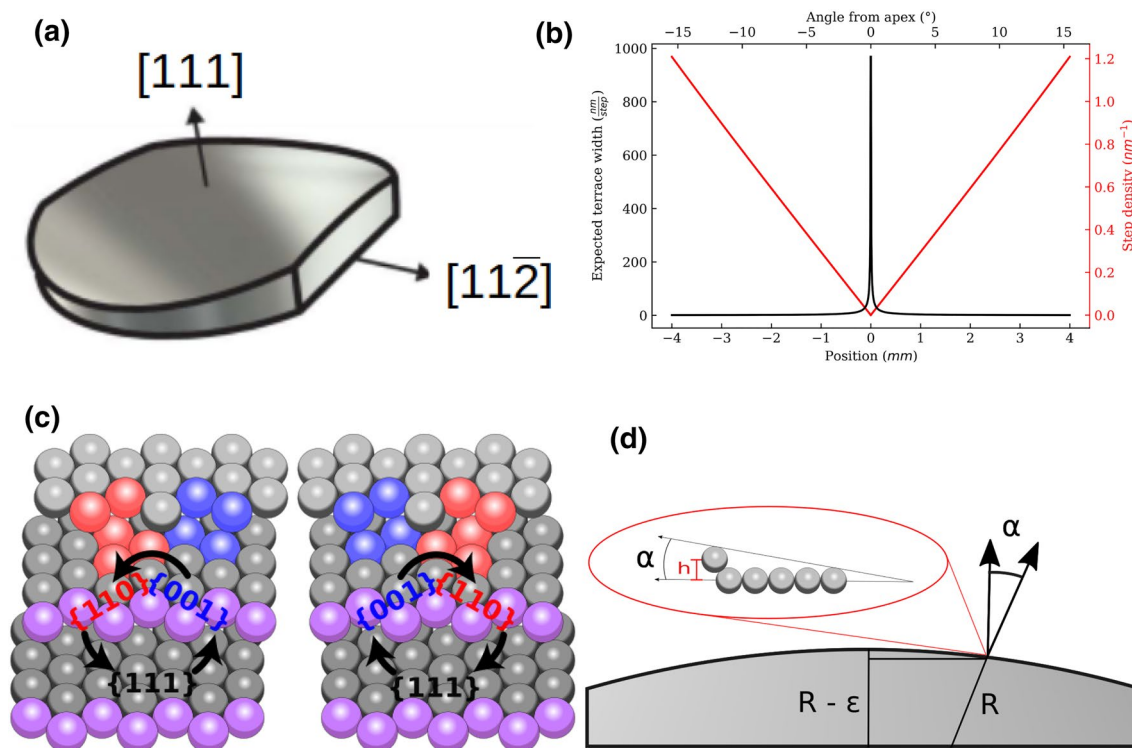 (a)
[111]
[11\overline{2}]
(b)
Angle from apex (°)
−15 −10 −5 0 5 10 15
Expected terrace width (nm/step)
1000
800
600
400
200
0
Step density (nm⁻¹)
1.2
1.0
0.8
0.6
0.4
0.2
0.0
−4 −3 −2 −1 0 1 2 3 4
Position (mm)
(c)
{110} {001}
{111}
{001} {110}
{111}
(d)
α
h
α
R - ε
R